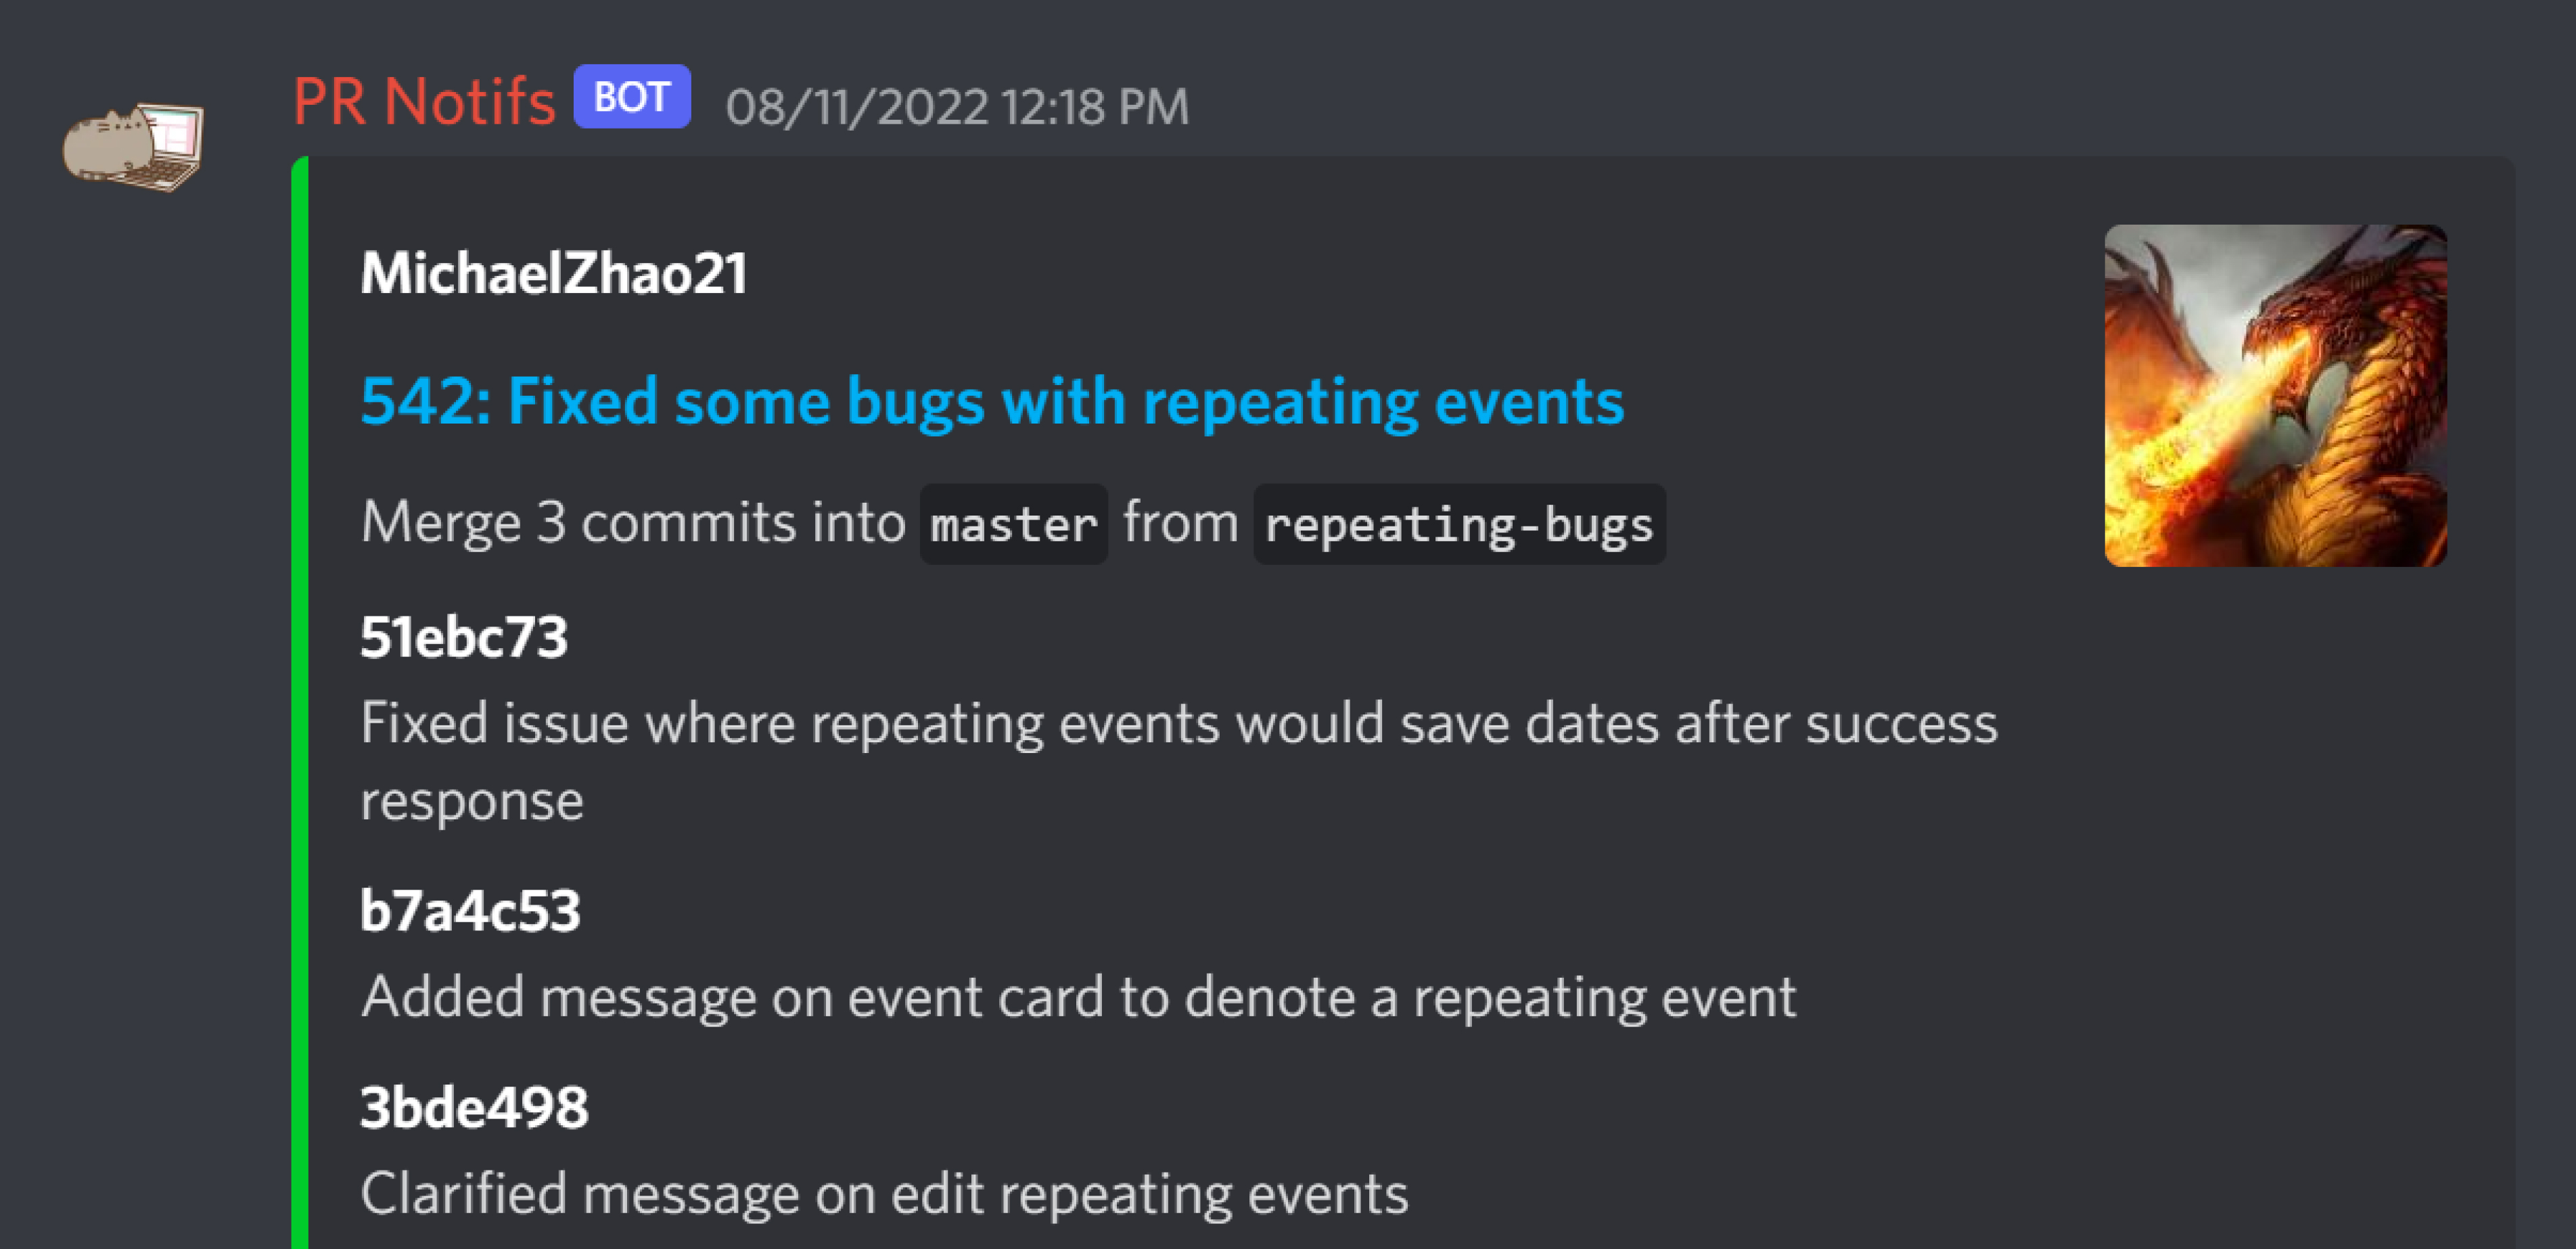 PR Notifs BOT 08/11/2022 12:18 PM
MichaelZhao21
542: Fixed some bugs with repeating events
Merge 3 commits into master from repeating-bugs
51ebc73
Fixed issue where repeating events would save dates after success
response
b7a4c53
Added message on event card to denote a repeating event
3bde498
Clarified message on edit repeating events